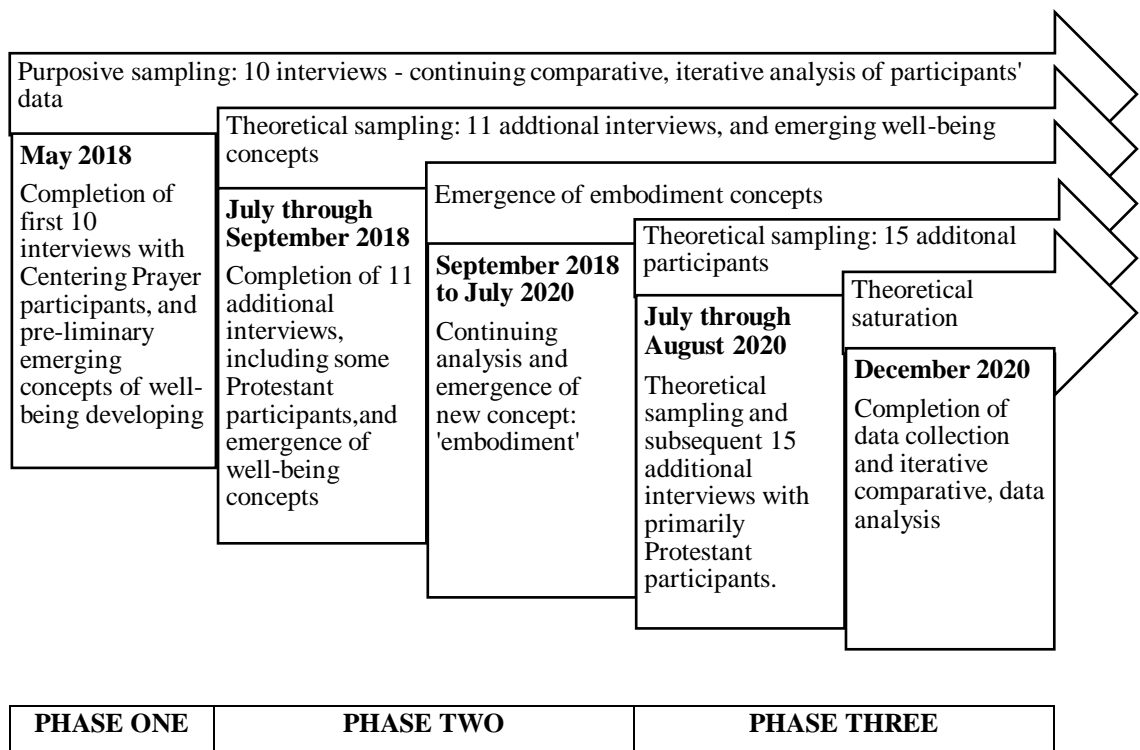 Purposive sampling: 10 interviews - continuing comparative, iterative analysis of participants'
data
May 2018
Completion of
first 10
interviews with
Centering Prayer
participants, and
pre-liminary
emerging
concepts of well-
being developing
Theoretical sampling: 11 addtional interviews, and emerging well-being
concepts
July through
September 2018
Completion of 11
additional
interviews,
including some
Protestant
participants,and
emergence of
well-being
concepts
Emergence of embodiment concepts
September 2018
to July 2020
Continuing
analysis and
emergence of
new concept:
'embodiment'
Theoretical sampling: 15 additonal
participants
July through
August 2020
Theoretical
sampling and
subsequent 15
additional
interviews with
primarily
Protestant
participants.
Theoretical
saturation
December 2020
Completion of
data collection
and iterative
comparative, data
analysis
PHASE ONE
PHASE TWO
PHASE THREE